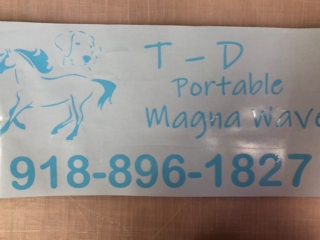 T - D
Portable
Magna Wave
918-896-1827